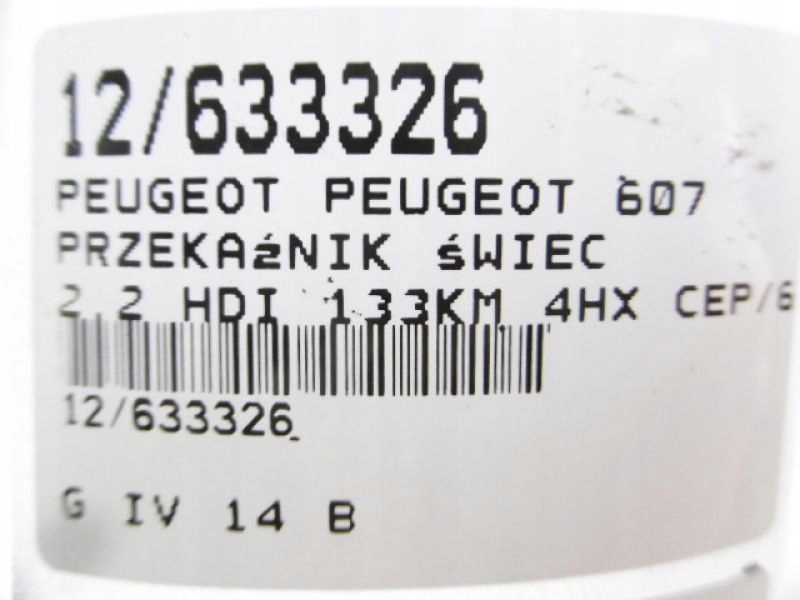 12/633326
PEUGEOT PEUGEOT 607
PRZEKAźNIK śWIEC
2.2 HDI 133KM 4HX CEP/6
12/633326
G IV 14 B